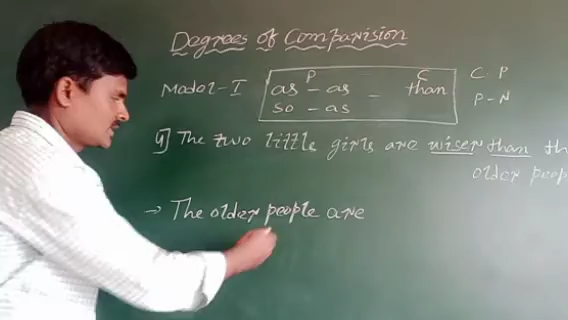 Degrees of Comparision
P C C. P
Model-I as - as - than P - N
so - as
4] The two little girls are wiser than th
older peop
→ The older people are